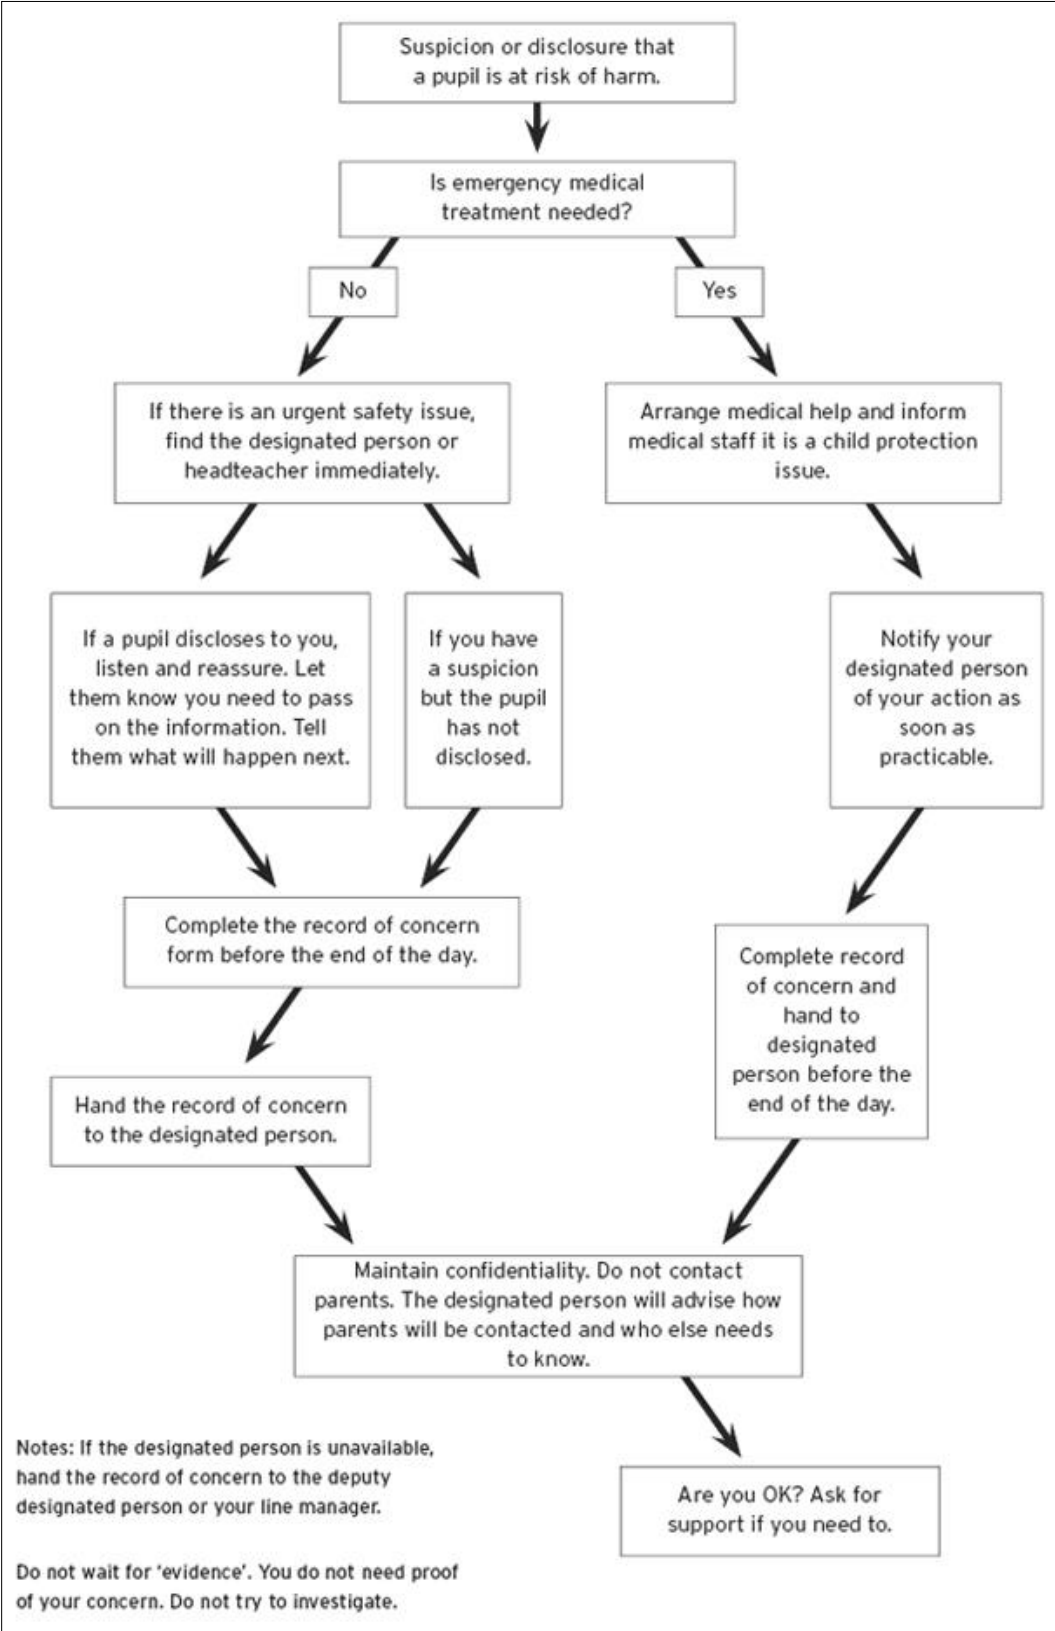 Suspicion or disclosure that
a pupil is at risk of harm.
Is emergency medical
treatment needed?
No
Yes
If there is an urgent safety issue,
find the designated person or
headteacher immediately.
Arrange medical help and inform
medical staff it is a child protection
issue.
If a pupil discloses to you,
listen and reassure. Let
them know you need to pass
on the information. Tell
them what will happen next.
If you have
a suspicion
but the pupil
has not
disclosed.
Notify your
designated person
of your action as
soon as
practicable.
Complete the record of concern
form before the end of the day.
Complete record
of concern and
hand to
designated
person before the
end of the day.
Hand the record of concern
to the designated person.
Maintain confidentiality. Do not contact
parents. The designated person will advise how
parents will be contacted and who else needs
to know.
Notes: If the designated person is unavailable,
hand the record of concern to the deputy
designated person or your line manager.
Are you OK? Ask for
support if you need to.
Do not wait for ‘evidence’. You do not need proof
of your concern. Do not try to investigate.